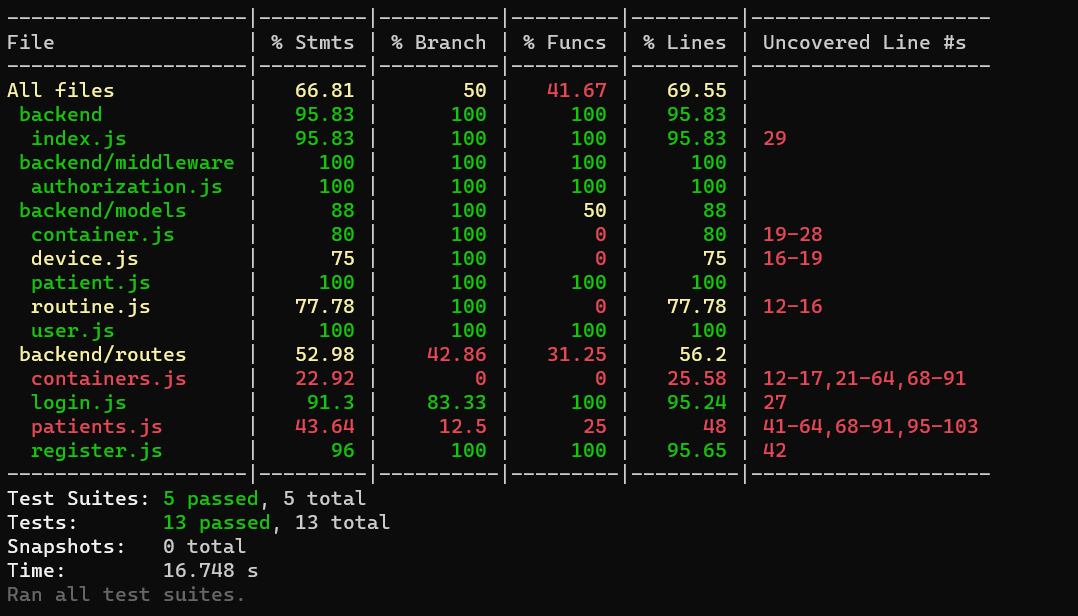 -------------------|---------|----------|---------|---------|-------------------
File               | % Stmts | % Branch | % Funcs | % Lines | Uncovered Line #s
-------------------|---------|----------|---------|---------|-------------------
All files          |   66.81 |       50 |   41.67 |   69.55 |
 backend           |   95.83 |      100 |     100 |   95.83 |
  index.js         |   95.83 |      100 |     100 |   95.83 | 29
 backend/middleware |     100 |      100 |     100 |     100 |
  authorization.js |     100 |      100 |     100 |     100 |
 backend/models    |      88 |      100 |      50 |      88 |
  container.js     |      80 |      100 |       0 |      80 | 19-28
  device.js        |      75 |      100 |       0 |      75 | 16-19
  patient.js       |     100 |      100 |     100 |     100 |
  routine.js       |   77.78 |      100 |       0 |   77.78 | 12-16
  user.js          |     100 |      100 |     100 |     100 |
 backend/routes    |   52.98 |    42.86 |   31.25 |    56.2 |
  containers.js    |   22.92 |        0 |       0 |   25.58 | 12-17,21-64,68-91
  login.js         |    91.3 |    83.33 |     100 |   95.24 | 27
  patients.js      |   43.64 |     12.5 |      25 |      48 | 41-64,68-91,95-103
  register.js      |      96 |      100 |     100 |   95.65 | 42
-------------------|---------|----------|---------|---------|-------------------
Test Suites: 5 passed, 5 total
Tests:       13 passed, 13 total
Snapshots:   0 total
Time:        16.748 s
Ran all test suites.